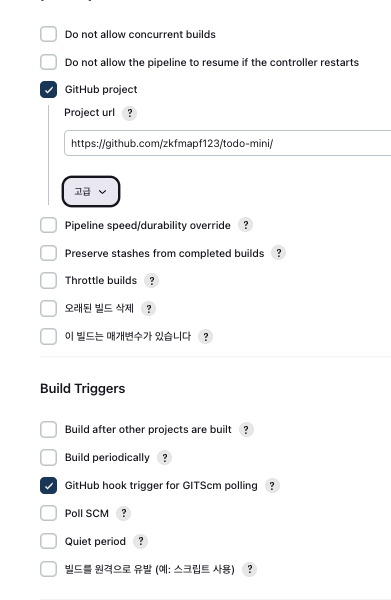 Do not allow concurrent builds
Do not allow the pipeline to resume if the controller restarts
GitHub project
Project url ?
https://github.com/zkfmapf123/todo-mini/
고급
Pipeline speed/durability override ?
Preserve stashes from completed builds ?
Throttle builds ?
오래된 빌드 삭제 ?
이 빌드는 매개변수가 있습니다 ?
Build Triggers
Build after other projects are built ?
Build periodically ?
GitHub hook trigger for GITScm polling ?
Poll SCM ?
Quiet period ?
빌드를 원격으로 유발 (예: 스크립트 사용) ?